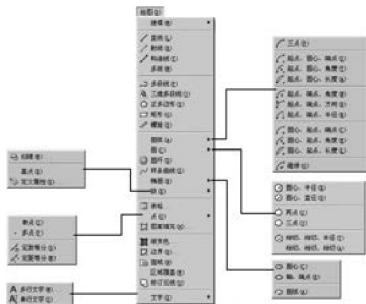 绘图(D)
建模(M)
直线(L)
射线(R)
构造线(T)
多线(U)
多段线(P)
三维多段线(3)
正多边形(Y)
矩形(G)
螺旋(I)
圆弧(A)
圆(C)
圆环(D)
样条曲线(S)
椭圆(E)
块(K)
表格
点(O)
图案填充(H)
渐变色
边界(B)
面域(N)
区域覆盖(W)
修订云线(V)
文字(X)
创建(M)
基点(B)
定义属性(D)
单点(S)
多点(P)
定数等分(D)
定距等分(M)
多行文字(M)
单行文字(S)
三点(P)
起点、圆心、端点(S)
起点、圆心、角度(T)
起点、圆心、长度(A)
起点、端点、角度(N)
起点、端点、方向(D)
起点、端点、半径(R)
圆心、起点、端点(C)
圆心、起点、角度(E)
圆心、起点、长度(L)
继续(O)
圆心、半径(R)
圆心、直径(D)
两点(2)
三点(3)
相切、相切、半径(T)
相切、相切、相切(A)
圆心(C)
轴、端点(E)
圆弧(A)